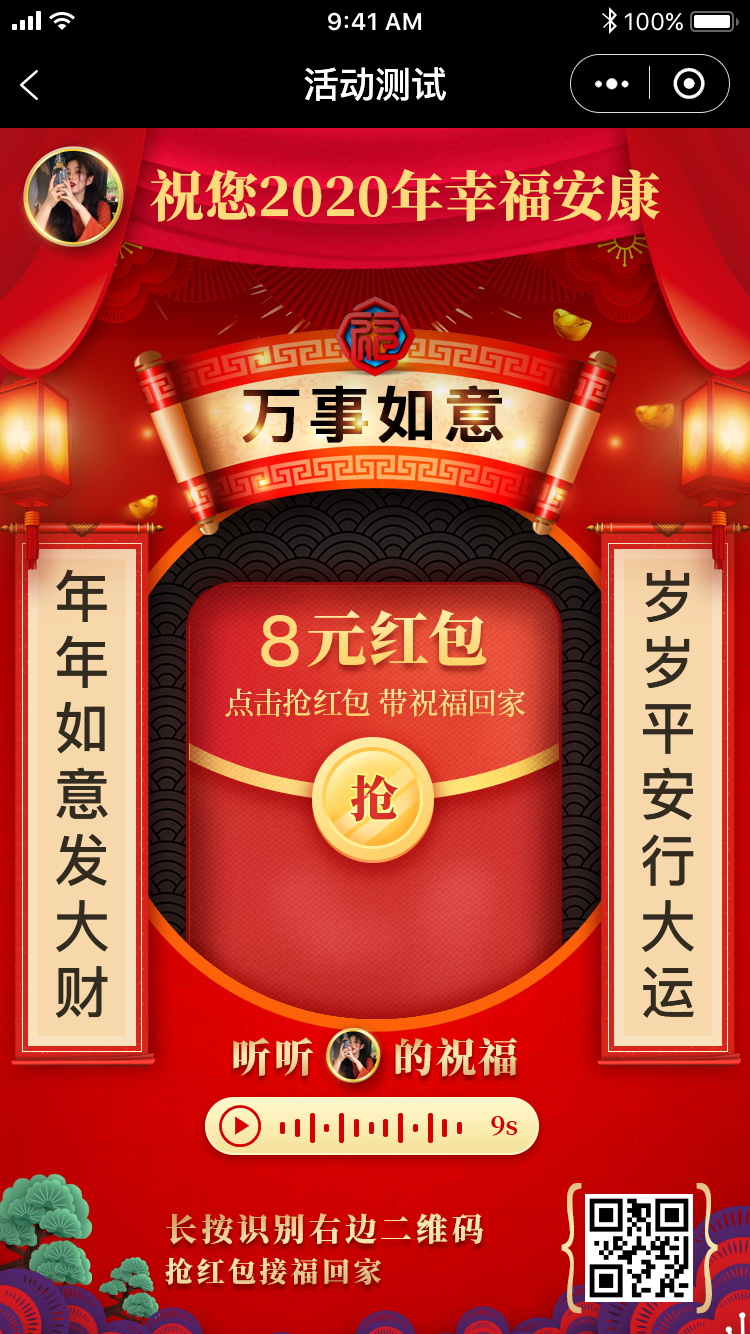 9:41 AM
100%
活动测试
祝您2020年幸福安康
福
万事如意
年年如意发大财
岁岁平安行大运
8元红包
点击抢红包 带祝福回家
抢
听听的祝福
9s
长按识别右边二维码
抢红包接福回家